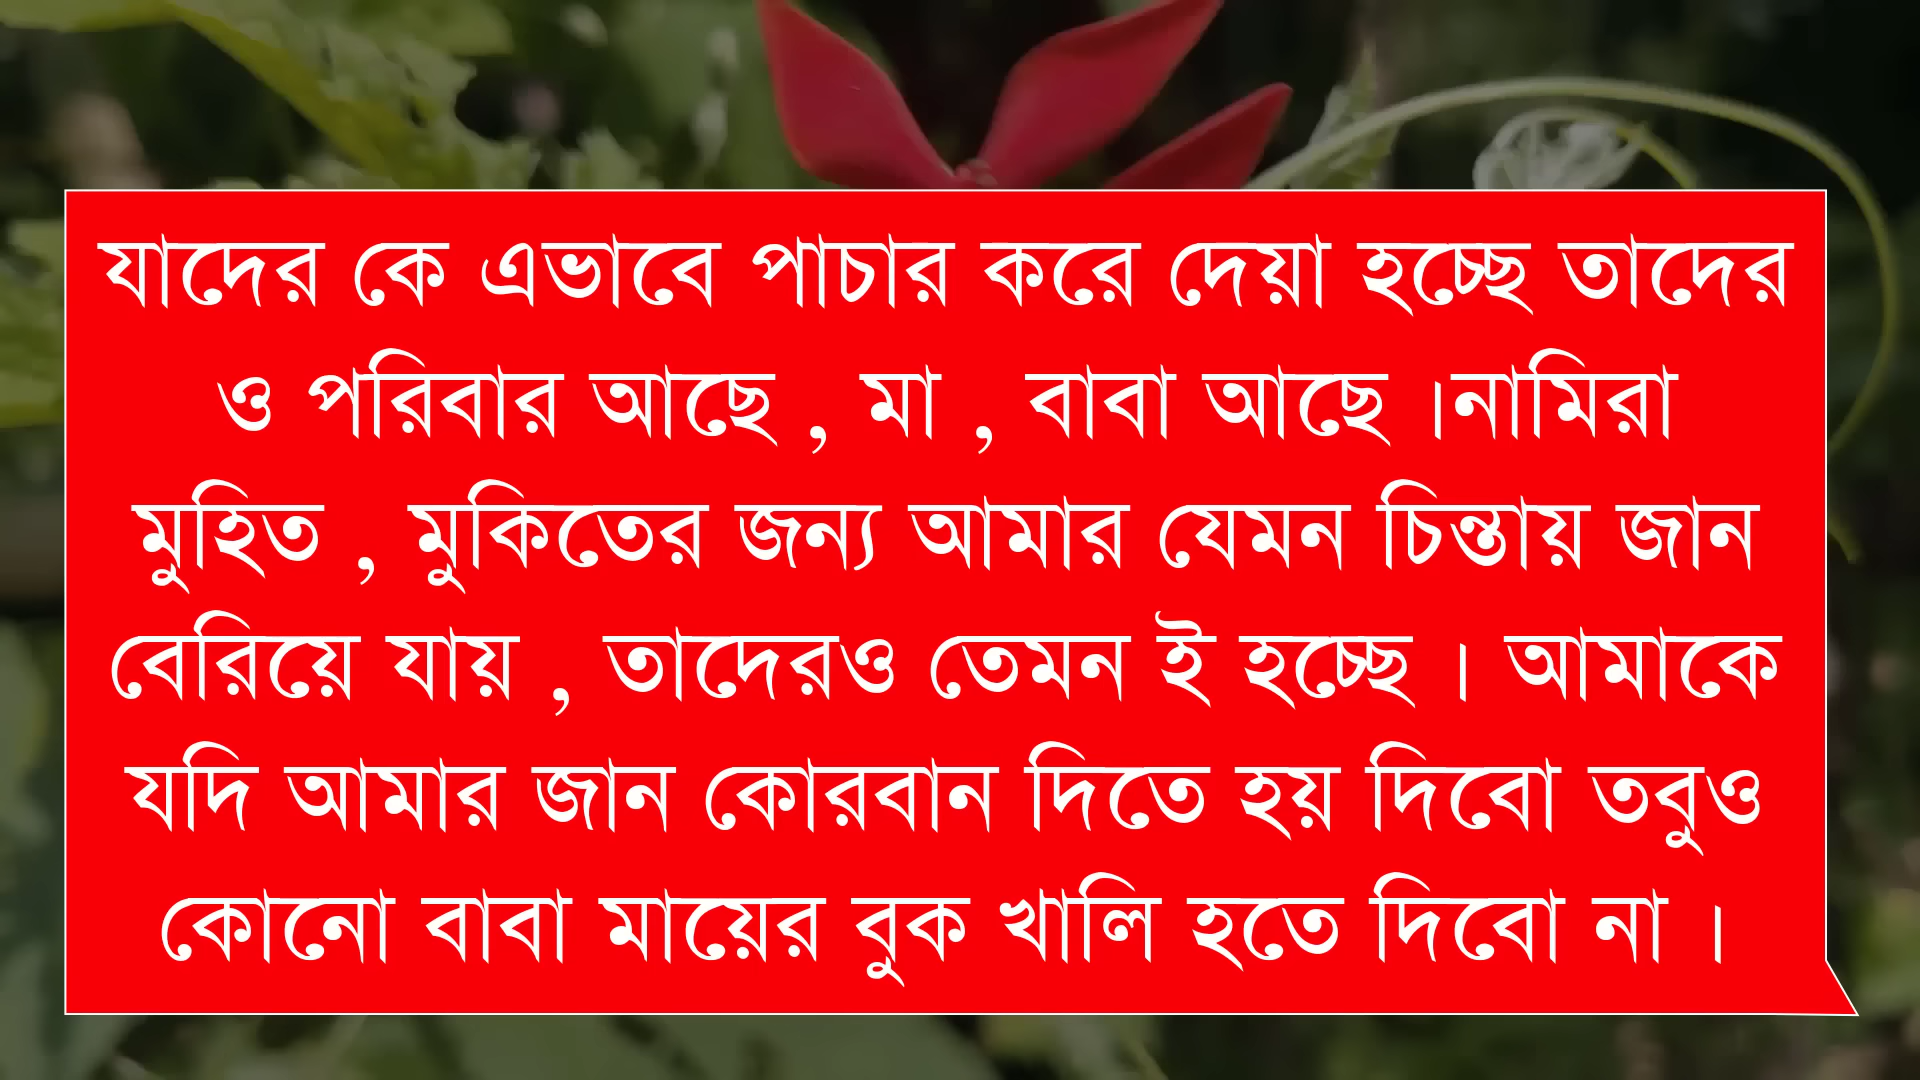 যাদের কে এভাবে পাচার করে দেয়া হচ্ছে তাদের
ও পরিবার আছে , মা , বাবা আছে ।নামিরা
মুহিত , মুকিতের জন্য আমার যেমন চিন্তায় জান
বেরিয়ে যায় , তাদেরও তেমন ই হচ্ছে । আমাকে
যদি আমার জান কোরবান দিতে হয় দিবো তবুও
কোনো বাবা মায়ের বুক খালি হতে দিবো না ।